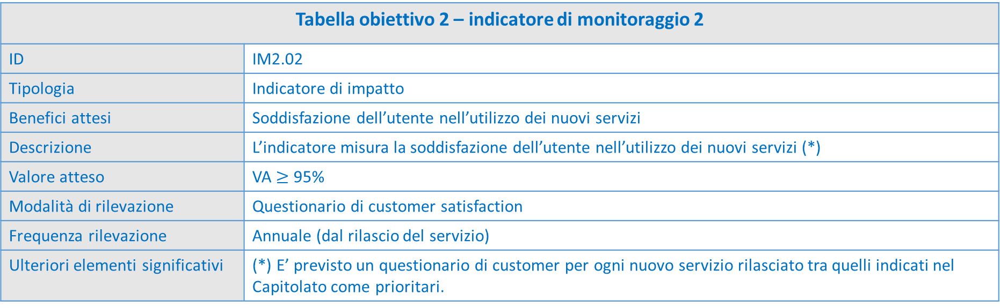 Tabella obiettivo 2 – indicatore di monitoraggio 2
ID IM2.02
Tipologia Indicatore di impatto
Benefici attesi Soddisfazione dell’utente nell’utilizzo dei nuovi servizi
Descrizione L’indicatore misura la soddisfazione dell’utente nell’utilizzo dei nuovi servizi (*)
Valore atteso VA ≥ 95%
Modalità di rilevazione Questionario di customer satisfaction
Frequenza rilevazione Annuale (dal rilascio del servizio)
Ulteriori elementi significativi (*) E’ previsto un questionario di customer per ogni nuovo servizio rilasciato tra quelli indicati nel
Capitolato come prioritari.